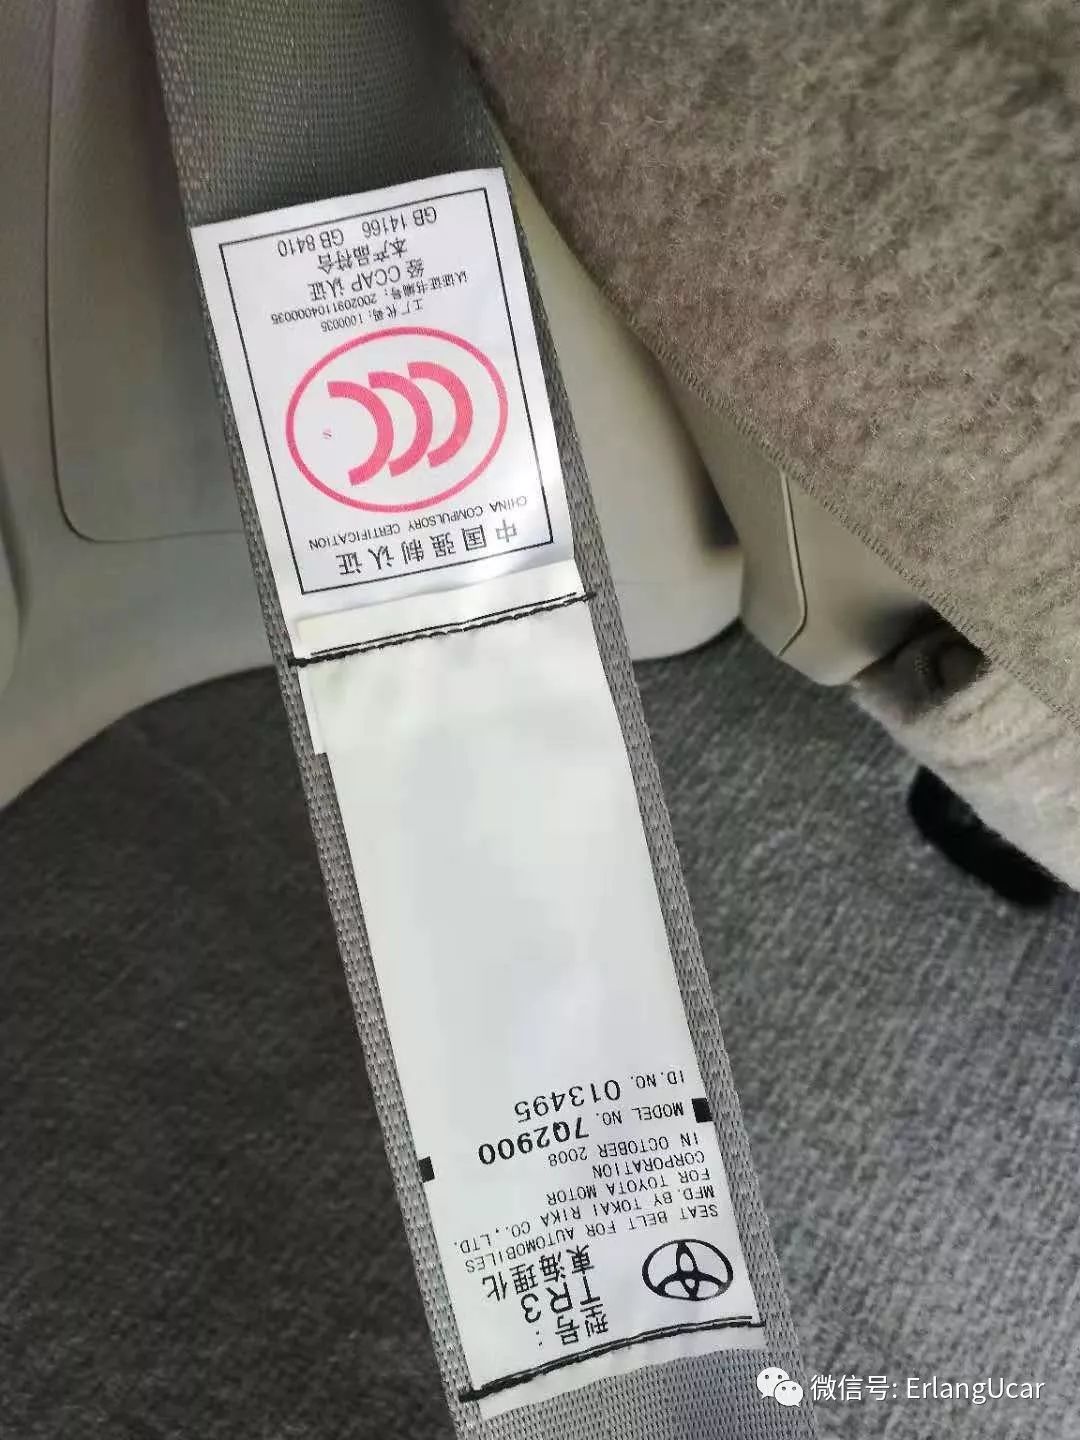 中国强制认证
CHINA COMPULSORY CERTIFICATION
S
工厂代码：1000035
认证证书编号：2002091104000035
经 CCAP 认证
本产品符合
GB 14166 GB 8410
型号：
TR3
東海理化
SEAT BELT FOR AUTOMOBILES
MFD.BY TOKAI RIKA CO.,LTD.
FOR TOYOTA MOTOR
CORPORATION
IN OCTOBER 2008
MODEL NO. 7Q2900
ID.NO. 013495
微信号: ErlangUcar